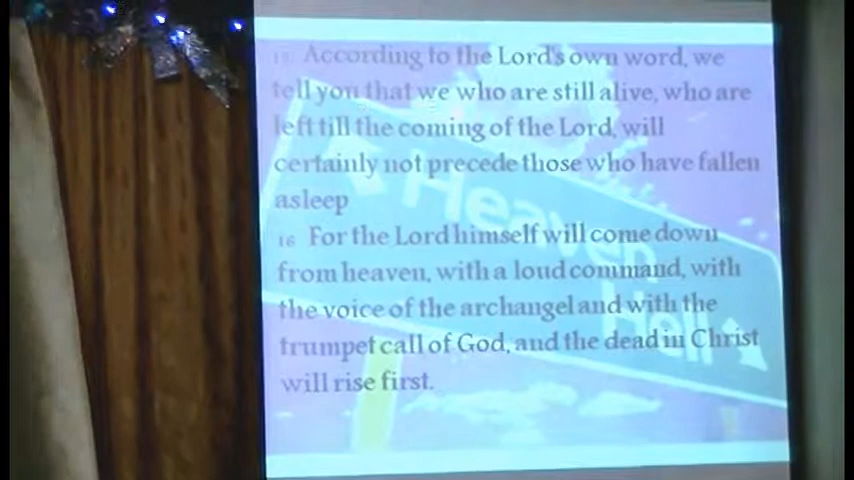 15 According to the Lord's own word, we
tell you that we who are still alive, who are
left till the coming of the Lord, will
certainly not precede those who have fallen
asleep
16 For the Lord himself will come down
from heaven, with a loud command, with
the voice of the archangel and with the
trumpet call of God, and the dead in Christ
will rise first.
Heaven
Hell